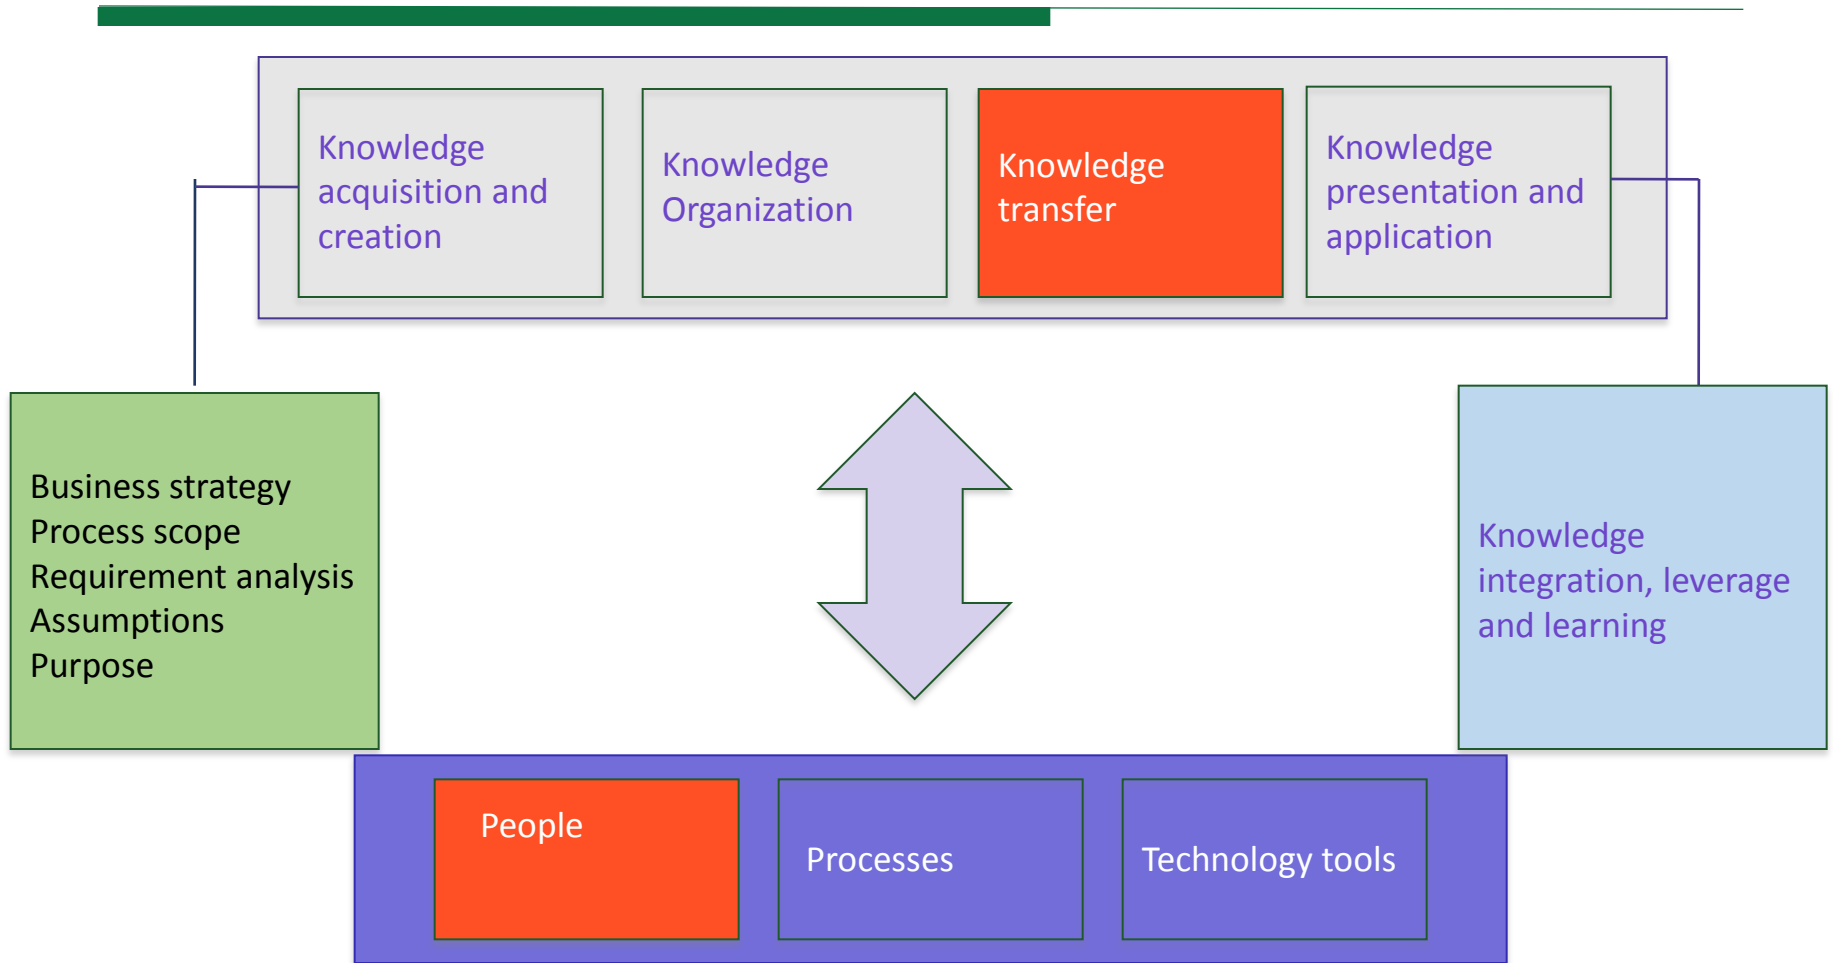 Knowledge
acquisition and
creation
Knowledge
Organization
Knowledge
transfer
Knowledge
presentation and
application
Business strategy
Process scope
Requirement analysis
Assumptions
Purpose
Knowledge
integration, leverage
and learning
People
Processes
Technology tools